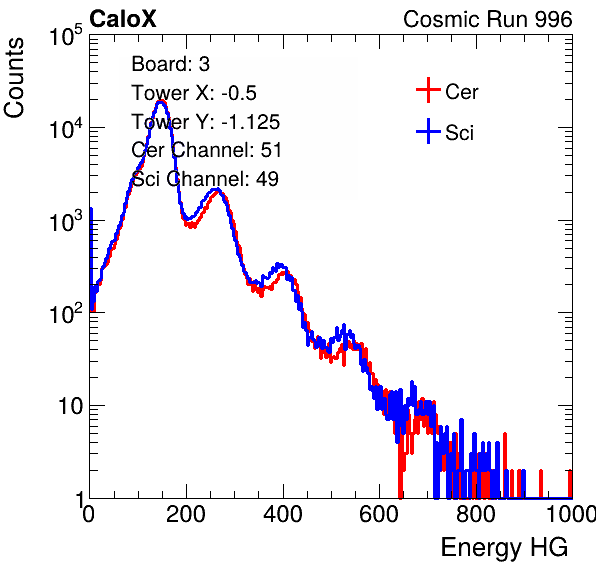 CaloX Cosmic Run 996
Counts
Board: 3
Tower X: -0.5
Tower Y: -1.125
Cer Channel: 51
Sci Channel: 49
Cer
Sci
10^5
10^4
10^3
10^2
10
1
0 200 400 600 800 1000
Energy HG